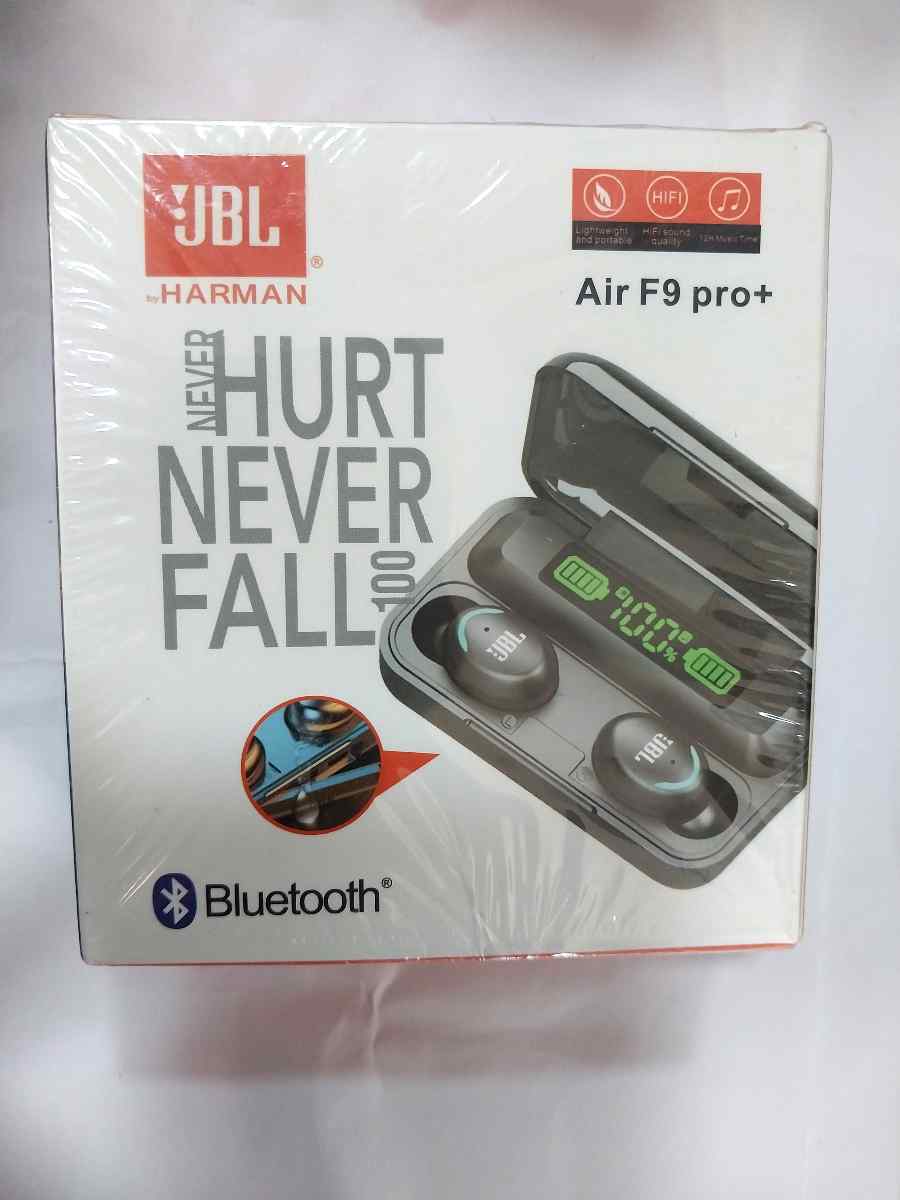 JBL®
by HARMAN
HIFI
Lightweight and portable
HIFI sound quality
12H Music Time
Air F9 pro+
NEVER
HURT
NEVER
FALL 100
100%
JBL
JBL
L
Bluetooth®